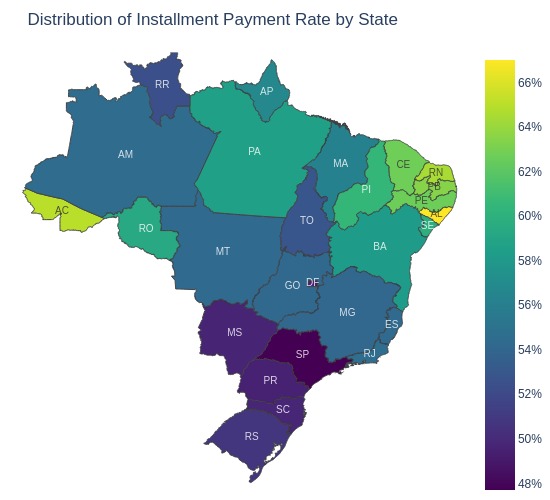 Distribution of Installment Payment Rate by State
RR
AP
AM
PA
MA
CE
RN
PB
PI
PE
AL
SE
AC
RO
TO
BA
MT
GO
DF
MG
ES
MS
SP
RJ
PR
SC
RS
66%
64%
62%
60%
58%
56%
54%
52%
50%
48%